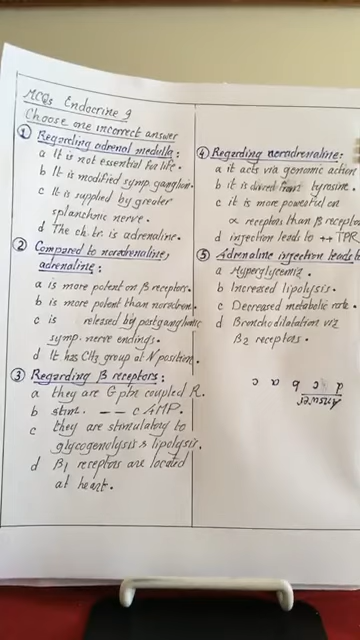 MCQs Endocrine 9
Choose one incorrect answer
① Regarding adrenal medulla:
a It is not essential for life.
b It is modified symp. ganglion.
c It is supplied by greater
splanchnic nerve.
d The ch. tr. is adrenaline.
② Compared to noradrenaline,
adrenaline:
a is more potent on β receptors.
b is more potent than noradren.
c is released by postganglionic
symp. nerve endings.
d It has CH3 group at N position.
③ Regarding β receptors:
a they are G ptn coupled R.
b stim. -- c AMP.
c they are stimulatory to
glycogenolysis & lipolysis.
d β1 receptors are located
at heart.
④ Regarding noradrenaline:
a it acts via genomic action
b it is derived from tyrosine.
c it is more powerful on
α receptors than β recepto
d injection leads to ++ TPR
⑤ Adrenaline injection leads to
a Hyperglycemia.
b Increased lipolysis.
c Decreased metabolic rate.
d Bronchodilatation via
β2 receptors.
Answer
d c b a c